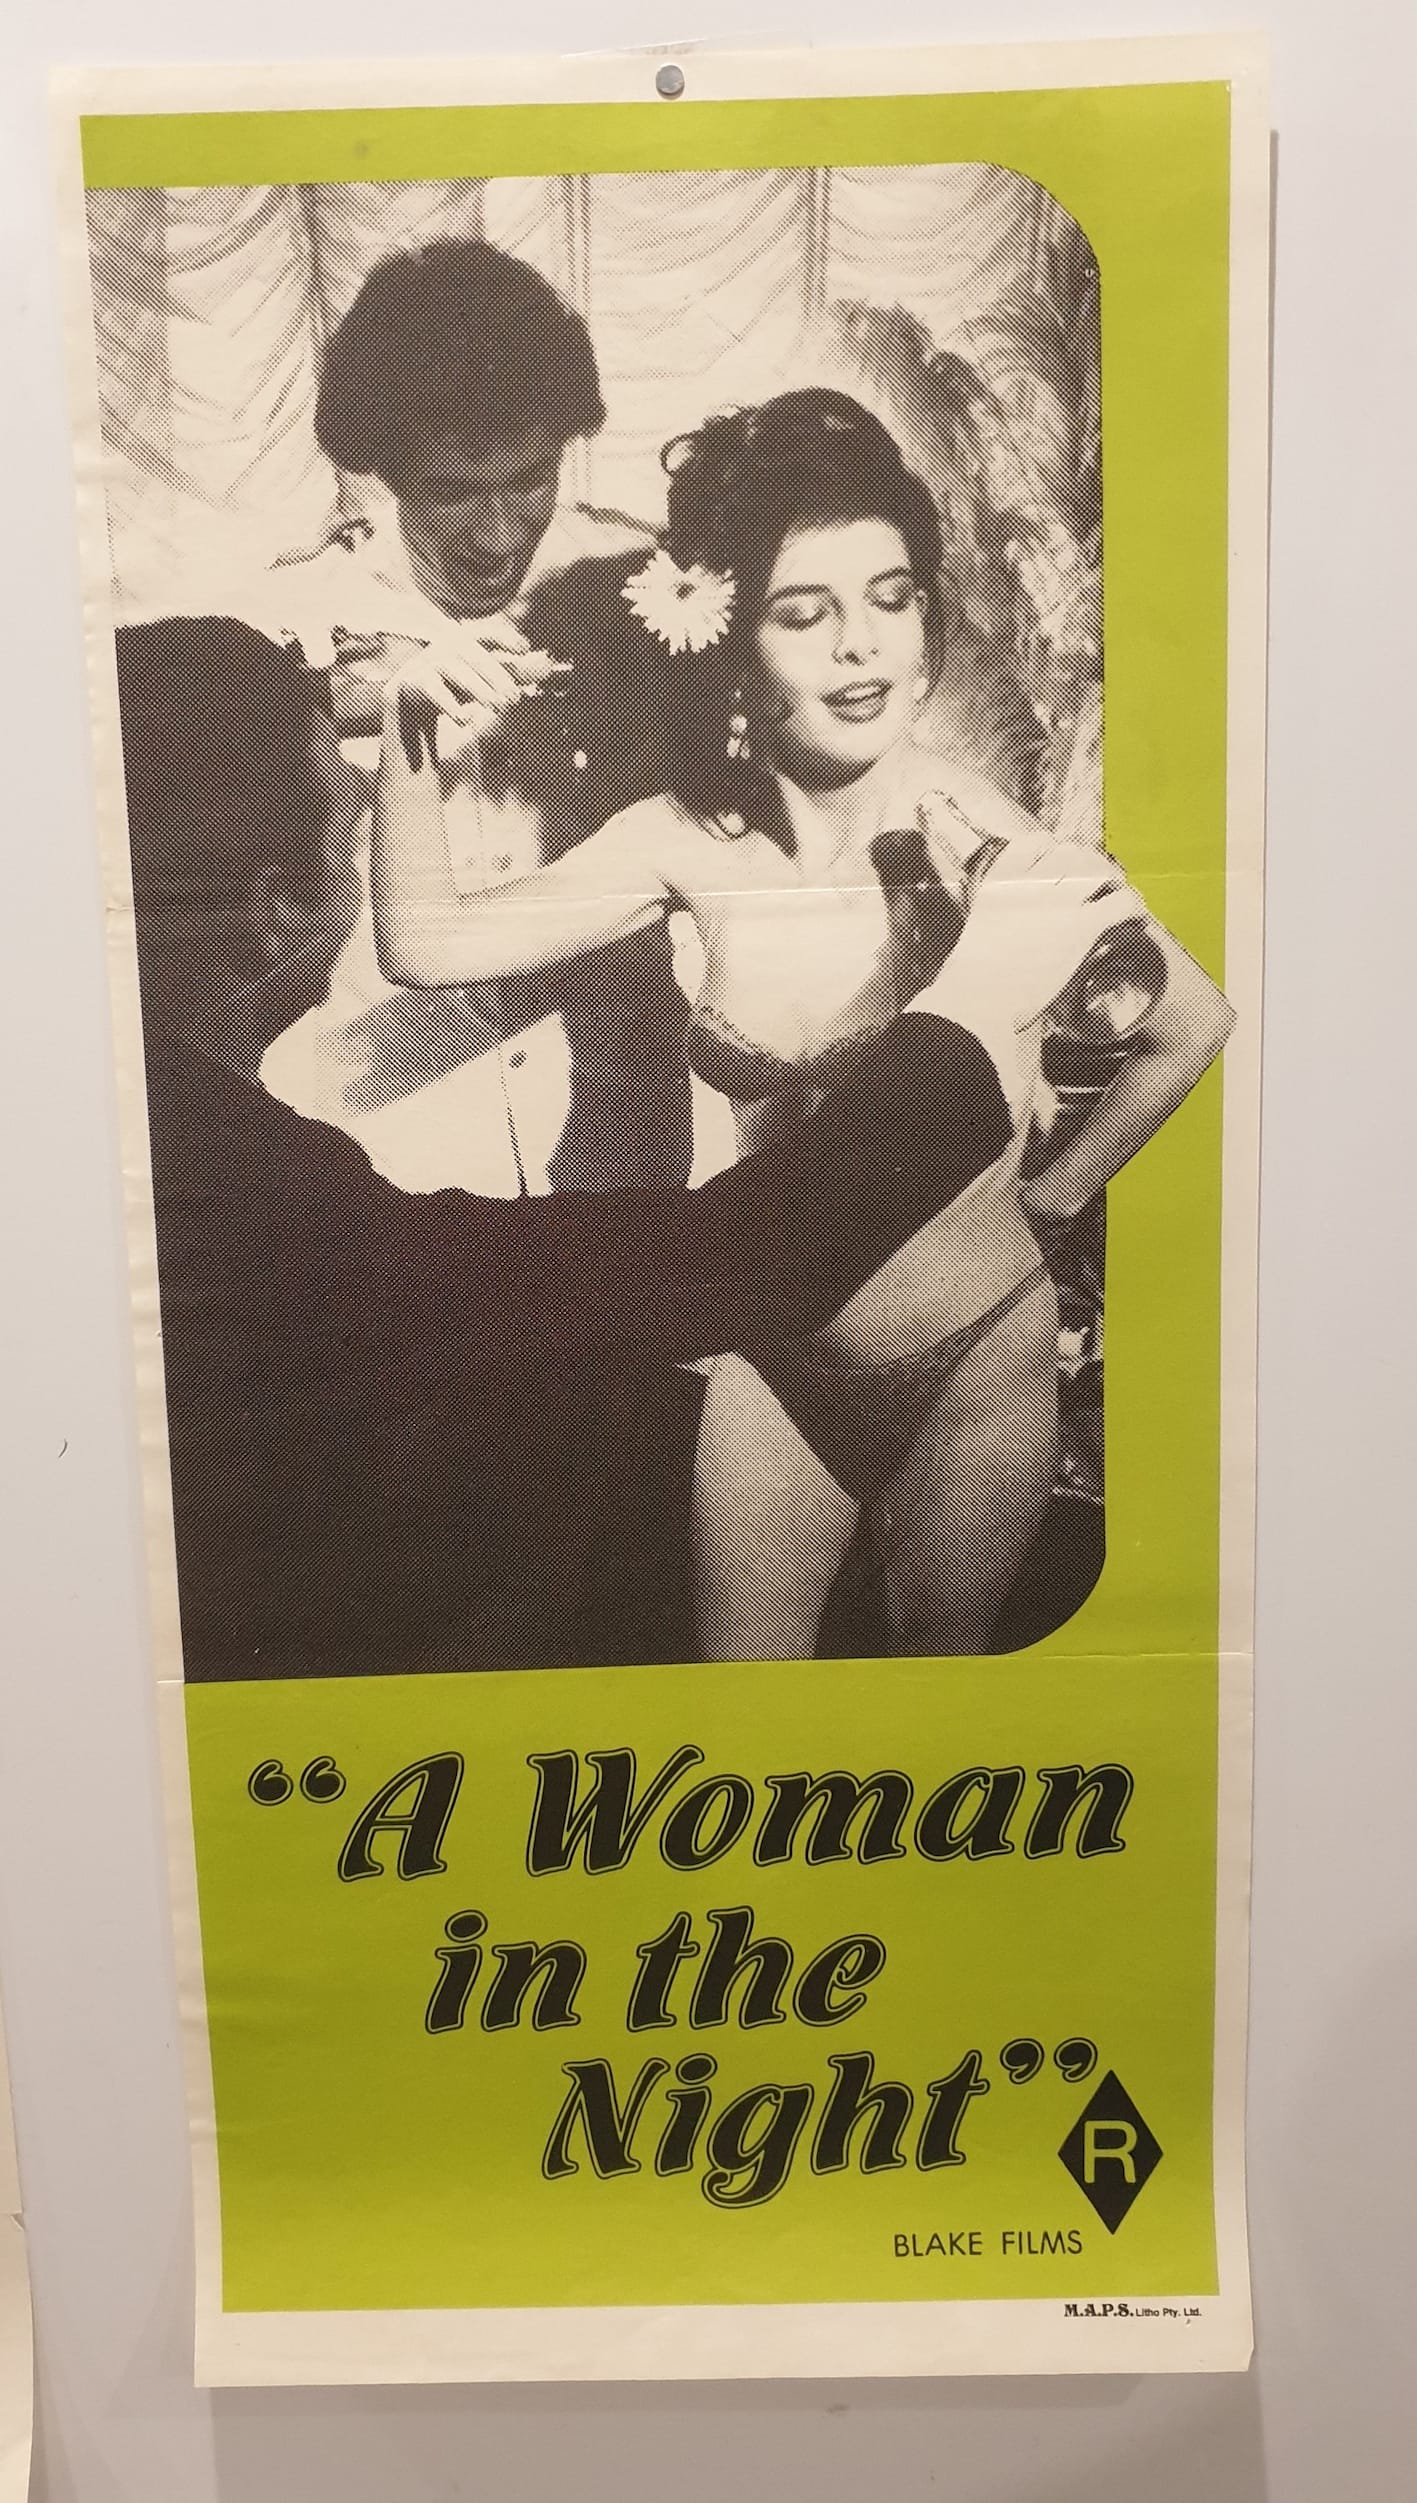 “A Woman
in the
Night”
R
BLAKE FILMS
M.A.P.S. Litho Pty. Ltd.